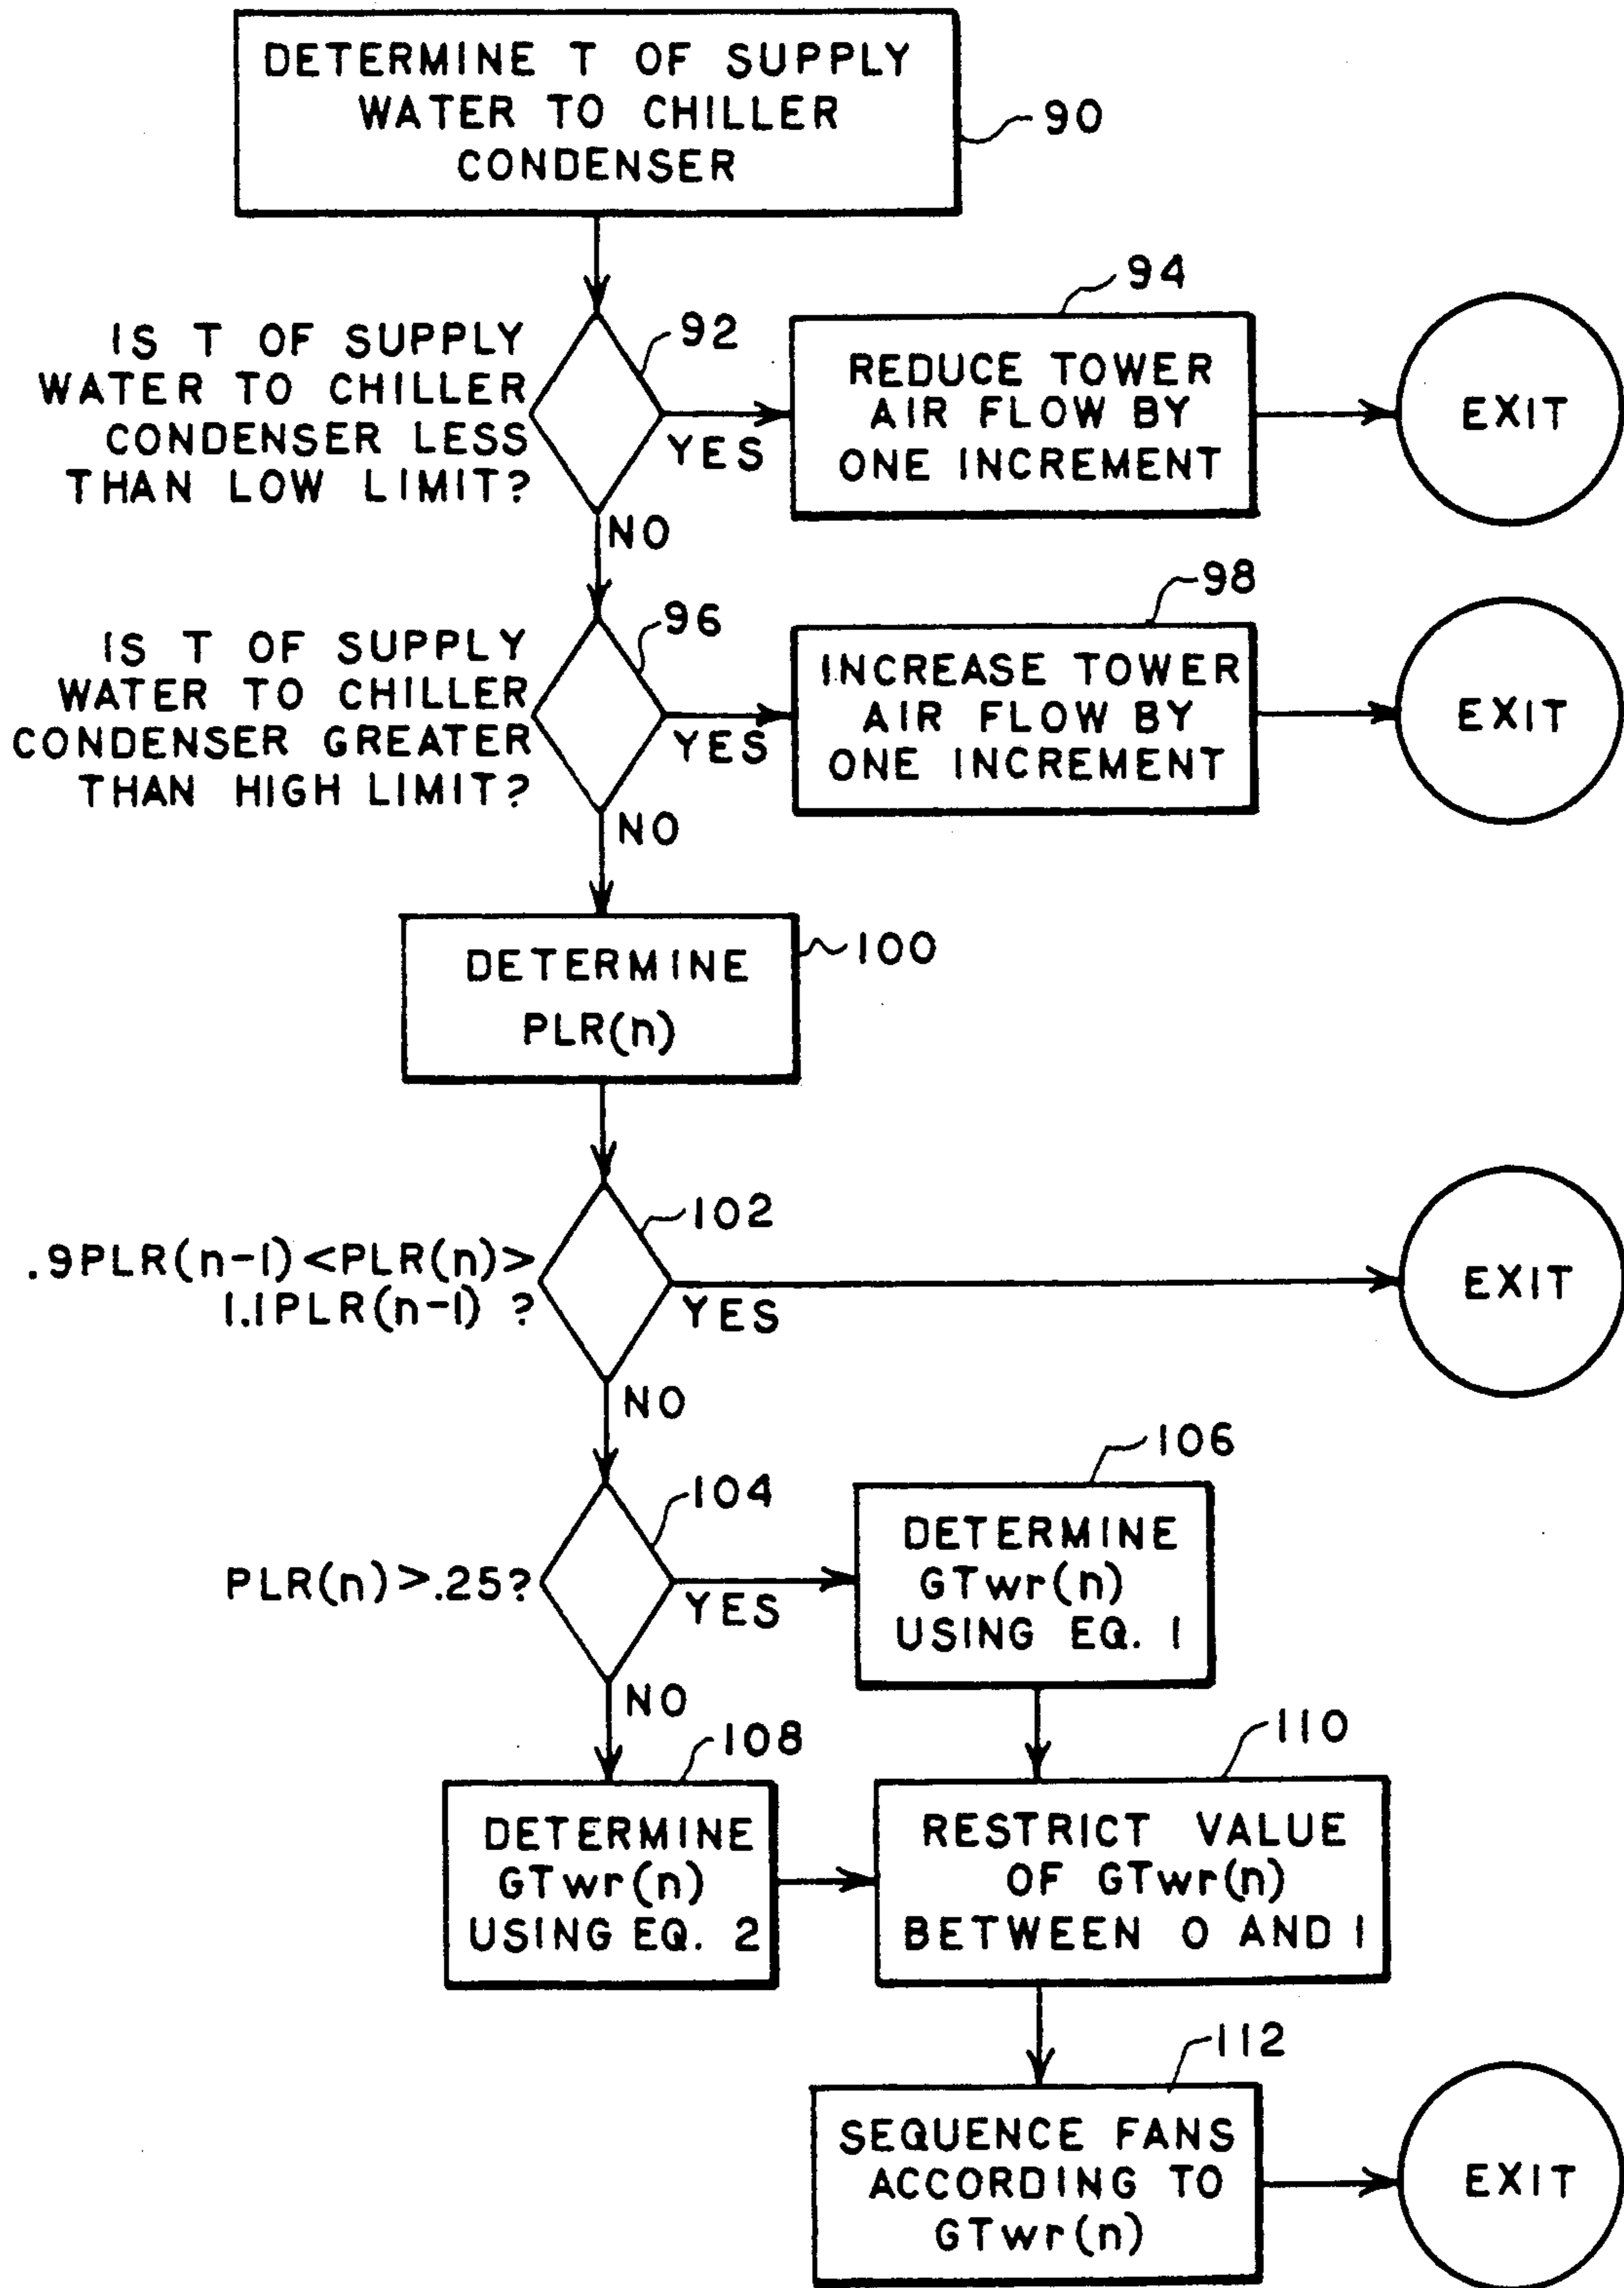 DETERMINE T OF SUPPLY
WATER TO CHILLER
CONDENSER
90
IS T OF SUPPLY
WATER TO CHILLER
CONDENSER LESS
THAN LOW LIMIT?
92
YES
NO
94
REDUCE TOWER
AIR FLOW BY
ONE INCREMENT
EXIT
IS T OF SUPPLY
WATER TO CHILLER
CONDENSER GREATER
THAN HIGH LIMIT?
96
YES
NO
98
INCREASE TOWER
AIR FLOW BY
ONE INCREMENT
EXIT
DETERMINE
PLR(n)
100
.9PLR(n-1)<PLR(n)>
1.1PLR(n-1) ?
102
YES
NO
EXIT
PLR(n)>.25?
104
YES
NO
106
DETERMINE
GTwr(n)
USING EQ. 1
108
DETERMINE
GTwr(n)
USING EQ. 2
110
RESTRICT VALUE
OF GTwr(n)
BETWEEN 0 AND 1
112
SEQUENCE FANS
ACCORDING TO
GTwr(n)
EXIT